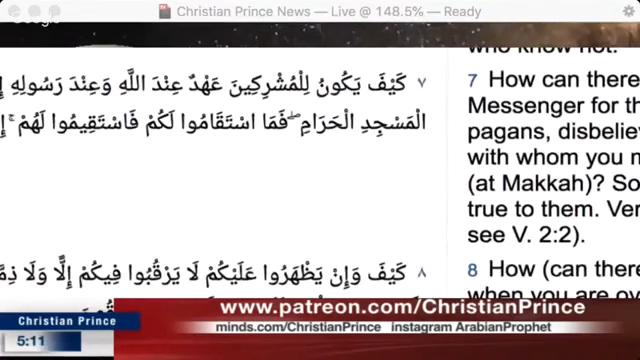 Christian Prince News — Live @ 148.5% — Ready
Google
who know not.
٧ كَيْفَ يَكُونُ لِلْمُشْرِكِينَ عَهْدٌ عِندَ اللَّهِ وَعِندَ رَسُولِهِ
الْمَسْجِدِ الْحَرَامِ ۖ فَمَا اسْتَقَامُوا لَكُمْ فَاسْتَقِيمُوا لَهُمْ ۚ
7 How can there
Messenger for th
pagans, disbelie
with whom you m
(at Makkah)? So
true to them. Ver
see V. 2:2).
٨ كَيْفَ وَإِن يَظْهَرُوا عَلَيْكُمْ لَا يَرْقُبُوا فِيكُمْ إِلًّا وَلَا
8 How (can there
when you are ov
www.patreon.com/ChristianPrince
minds.com/ChristianPrince instagram ArabianProphet
Christian Prince
5:11